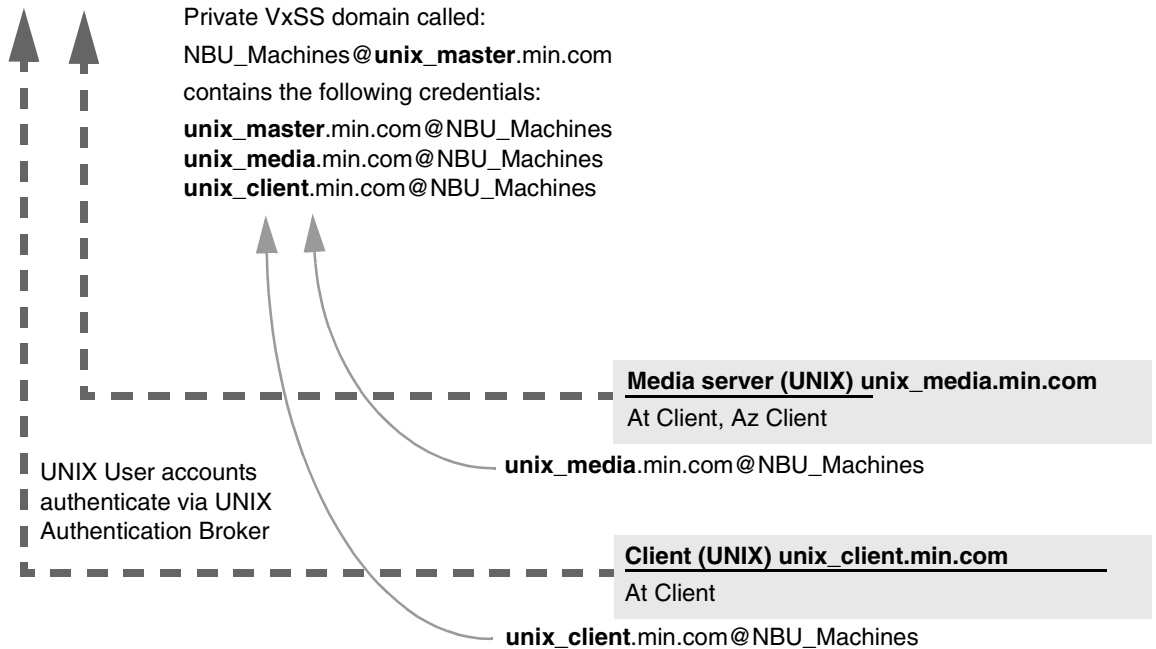 Private VxSS domain called:
NBU_Machines@unix_master.min.com
contains the following credentials:
unix_master.min.com@NBU_Machines
unix_media.min.com@NBU_Machines
unix_client.min.com@NBU_Machines
Media server (UNIX) unix_media.min.com
At Client, Az Client
unix_media.min.com@NBU_Machines
UNIX User accounts
authenticate via UNIX
Authentication Broker
Client (UNIX) unix_client.min.com
At Client
unix_client.min.com@NBU_Machines